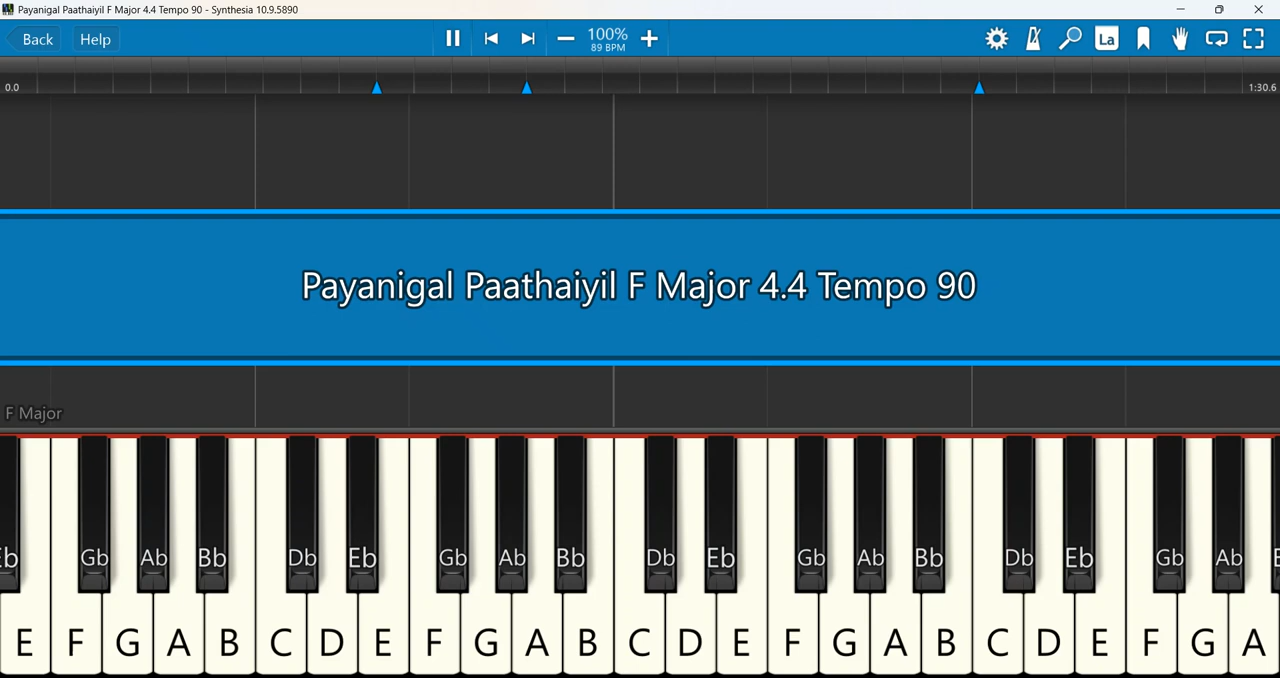 Payanigal Paathaiyil F Major 4.4 Tempo 90 - Synthesia 10.9.5890
Back Help 100% La
89 BPM
0.0 1:30.6
Payanigal Paathaiyil F Major 4.4 Tempo 90
F Major
Eb Gb Ab Bb Db Eb Gb Ab Bb Db Eb Gb Ab Bb Db Eb Gb Ab
E F G A B C D E F G A B C D E F G A B C D E F G A